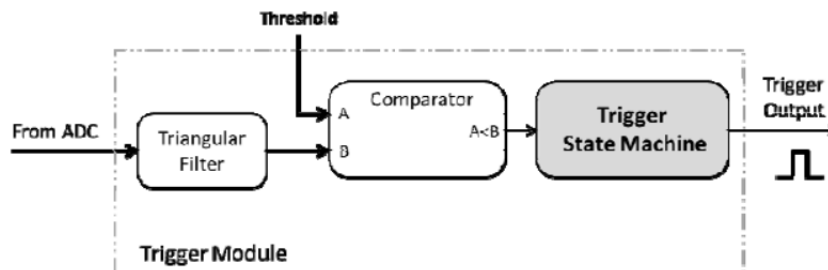 Threshold
Trigger
Output
From ADC
Triangular
Filter
Comparator
A
B
A<B
Trigger
State Machine
Trigger Module